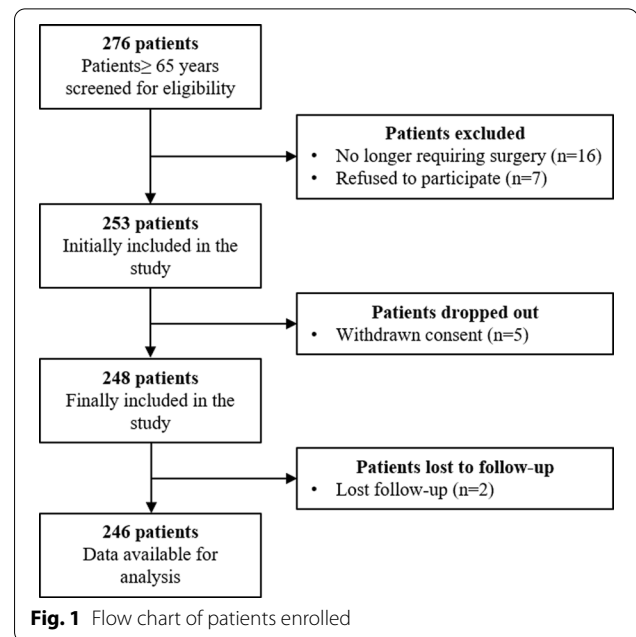 276 patients
Patients≥ 65 years
screened for eligibility
Patients excluded
• No longer requiring surgery (n=16)
• Refused to participate (n=7)
253 patients
Initially included in the
study
Patients dropped out
• Withdrawn consent (n=5)
248 patients
Finally included in the
study
Patients lost to follow-up
• Lost follow-up (n=2)
246 patients
Data available for
analysis
Fig. 1 Flow chart of patients enrolled